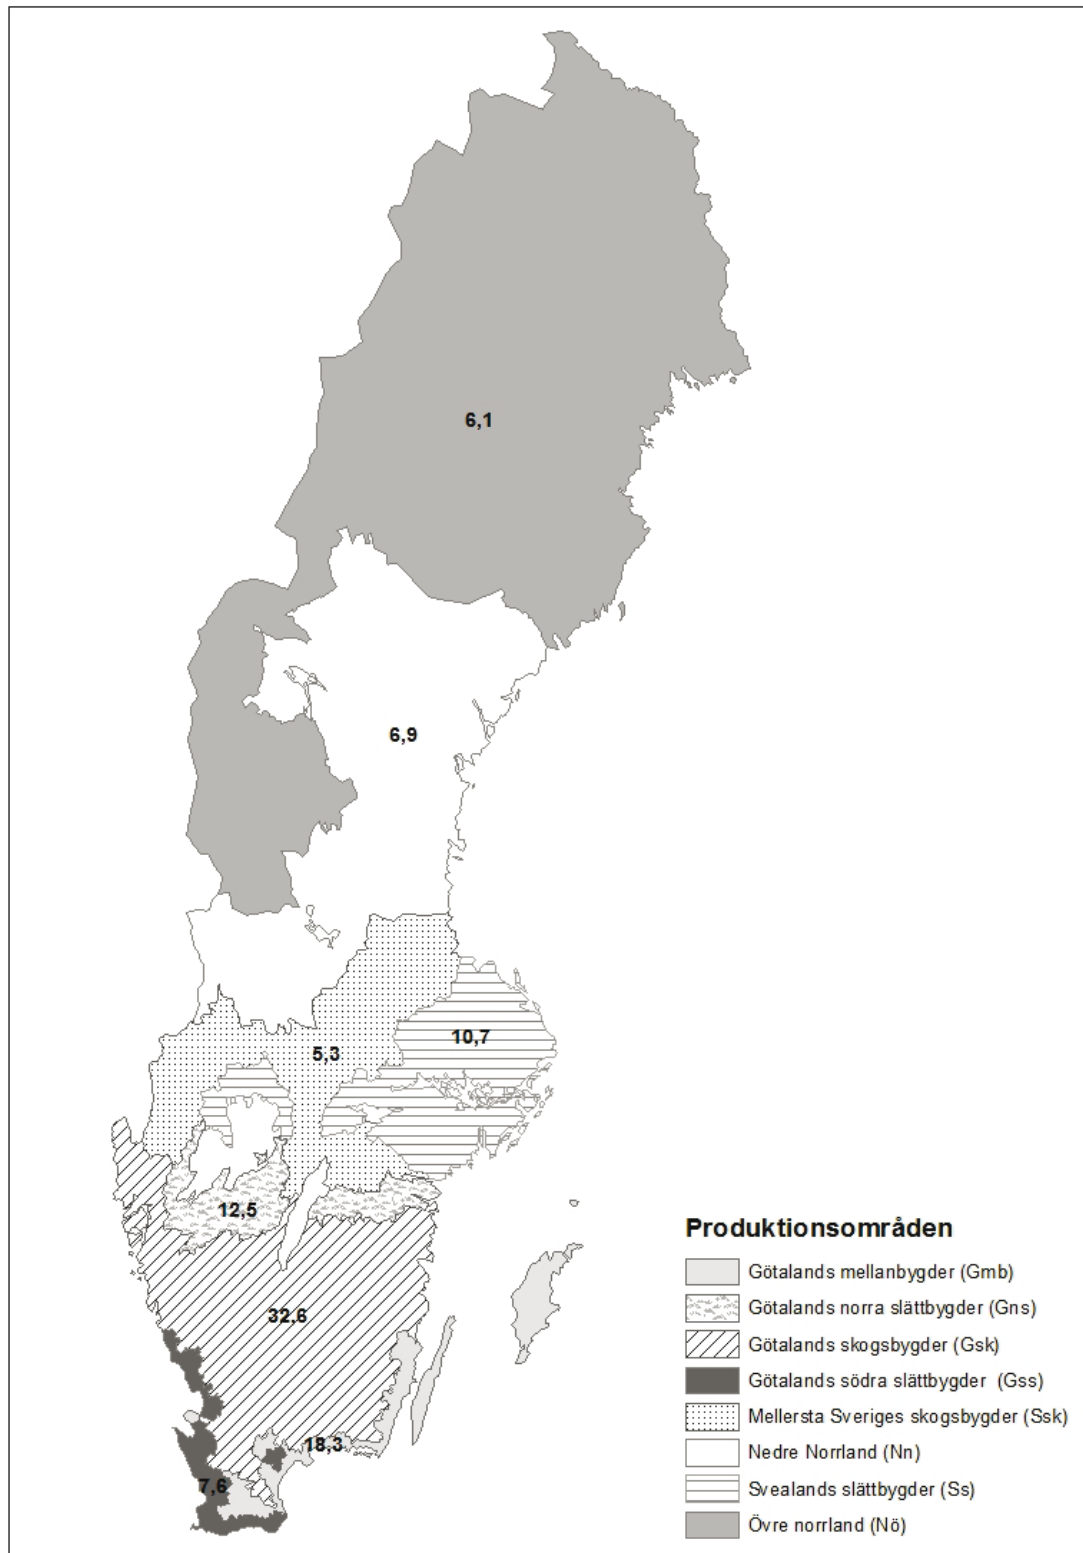 6,1
6,9
10,7
5,3
12,5
32,6
18,3
7,6
Produktionsområden
Götalands mellanbygder (Gmb)
Götalands norra slättbygder (Gns)
Götalands skogsbygder (Gsk)
Götalands södra slättbygder (Gss)
Mellersta Sveriges skogsbygder (Ssk)
Nedre Norrland (Nn)
Svealands slättbygder (Ss)
Övre norrland (Nö)